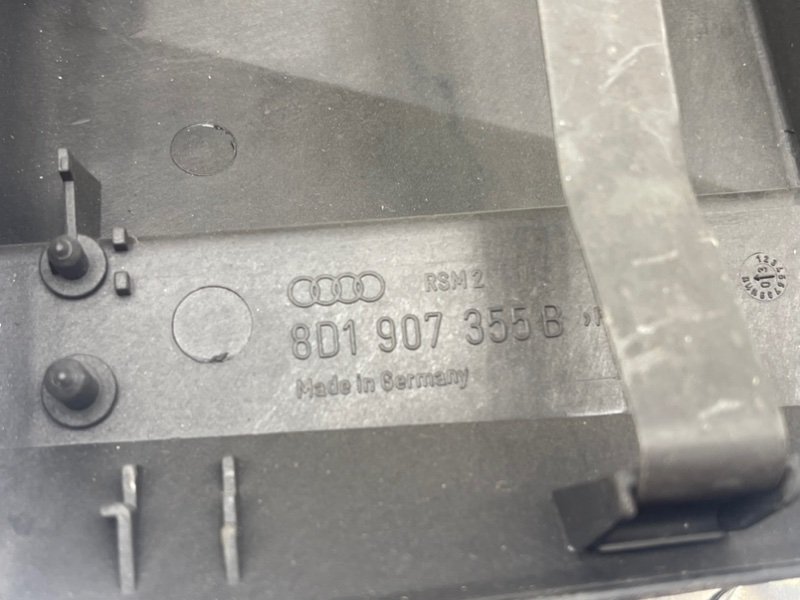 RSM 2
8D1 907 355 B
Made in Germany